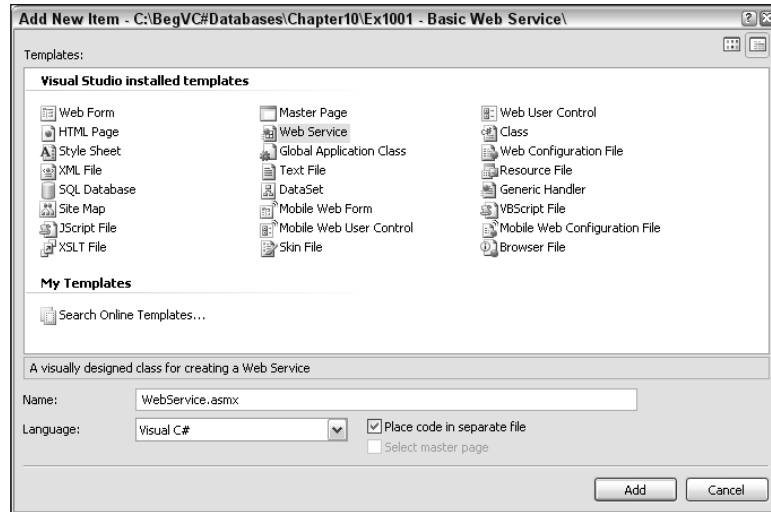 Add New Item - C:\BegVC#Databases\Chapter10\Ex1001 - Basic Web Service\
Templates:
Visual Studio installed templates
Web Form
Master Page
Web User Control
HTML Page
Web Service
Class
Style Sheet
Global Application Class
Web Configuration File
XML File
Text File
Resource File
SQL Database
DataSet
Generic Handler
Site Map
Mobile Web Form
VBScript File
JScript File
Mobile Web User Control
Mobile Web Configuration File
XSLT File
Skin File
Browser File
My Templates
Search Online Templates...
A visually designed class for creating a Web Service
Name: WebService.asmx
Language: Visual C# Place code in separate file
Select master page
Add Cancel